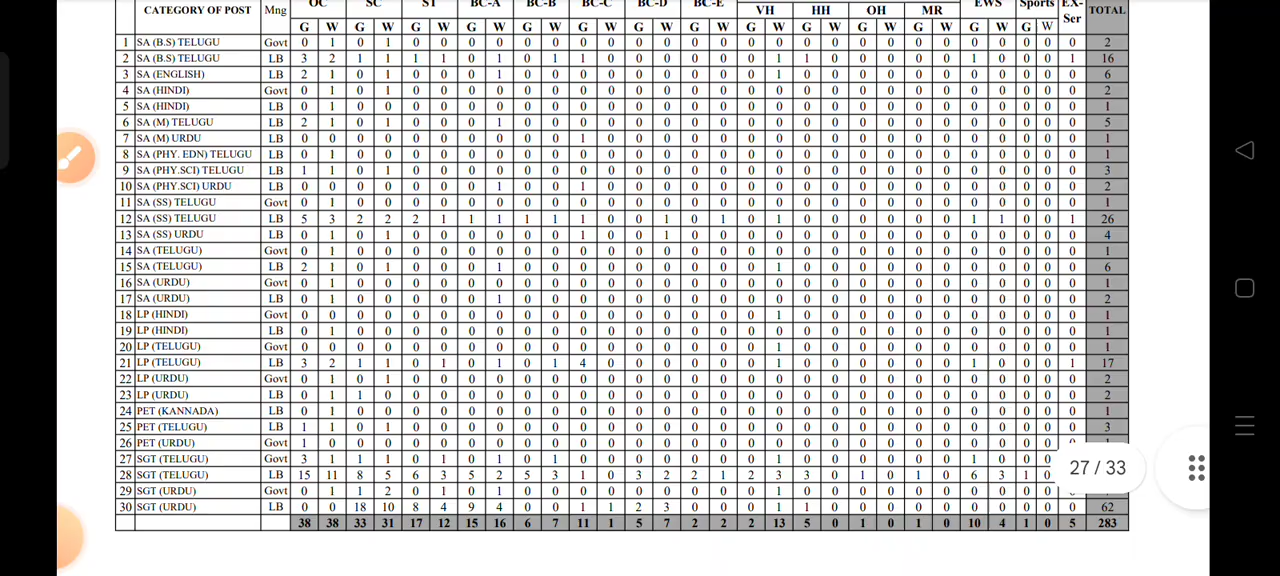 CATEGORY OF POST Mng OC SC ST BC-A BC-B BC-C BC-D BC-E VH HH OH MR EWS Sports EX-Ser TOTAL
G W G W G W G W G W G W G W G W G W G W G W G W G W G W
1 SA (B.S) TELUGU Govt 0 1 0 1 0 0 0 0 0 0 0 0 0 0 0 0 0 0 0 0 0 0 0 0 0 0 0 0 0 2
2 SA (B.S) TELUGU LB 3 2 1 1 1 1 0 1 0 1 1 0 0 0 0 0 0 1 1 0 0 0 0 0 1 0 0 0 1 16
3 SA (ENGLISH) LB 2 1 0 1 0 0 0 1 0 0 0 0 0 0 0 0 0 1 0 0 0 0 0 0 0 0 0 0 0 6
4 SA (HINDI) Govt 0 1 0 1 0 0 0 0 0 0 0 0 0 0 0 0 0 0 0 0 0 0 0 0 0 0 0 0 0 2
5 SA (HINDI) LB 0 1 0 0 0 0 0 0 0 0 0 0 0 0 0 0 0 0 0 0 0 0 0 0 0 0 0 0 0 1
6 SA (M) TELUGU LB 2 1 0 1 0 0 0 1 0 0 0 0 0 0 0 0 0 0 0 0 0 0 0 0 0 0 0 0 0 5
7 SA (M) URDU LB 0 0 0 0 0 0 0 0 0 0 1 0 0 0 0 0 0 0 0 0 0 0 0 0 0 0 0 0 0 1
8 SA (PHY. EDN) TELUGU LB 0 1 0 0 0 0 0 0 0 0 0 0 0 0 0 0 0 0 0 0 0 0 0 0 0 0 0 0 0 1
9 SA (PHY.SCI) TELUGU LB 1 1 0 1 0 0 0 0 0 0 0 0 0 0 0 0 0 0 0 0 0 0 0 0 0 0 0 0 0 3
10 SA (PHY.SCI) URDU LB 0 0 0 0 0 0 0 1 0 0 1 0 0 0 0 0 0 0 0 0 0 0 0 0 0 0 0 0 0 2
11 SA (SS) TELUGU Govt 0 1 0 0 0 0 0 0 0 0 0 0 0 0 0 0 0 0 0 0 0 0 0 0 0 0 0 0 0 1
12 SA (SS) TELUGU LB 5 3 2 2 2 1 1 1 1 1 1 0 0 1 0 1 0 1 0 0 0 0 0 0 1 1 0 0 1 26
13 SA (SS) URDU LB 0 1 0 1 0 0 0 0 0 0 1 0 0 1 0 0 0 0 0 0 0 0 0 0 0 0 0 0 0 4
14 SA (TELUGU) Govt 0 1 0 0 0 0 0 0 0 0 0 0 0 0 0 0 0 0 0 0 0 0 0 0 0 0 0 0 0 1
15 SA (TELUGU) LB 2 1 0 1 0 0 0 1 0 0 0 0 0 0 0 0 0 1 0 0 0 0 0 0 0 0 0 0 0 6
16 SA (URDU) Govt 0 1 0 0 0 0 0 0 0 0 0 0 0 0 0 0 0 0 0 0 0 0 0 0 0 0 0 0 0 1
17 SA (URDU) LB 0 1 0 0 0 0 0 1 0 0 0 0 0 0 0 0 0 0 0 0 0 0 0 0 0 0 0 0 0 2
18 LP (HINDI) Govt 0 0 0 0 0 0 0 0 0 0 0 0 0 0 0 0 0 1 0 0 0 0 0 0 0 0 0 0 0 1
19 LP (HINDI) LB 0 1 0 0 0 0 0 0 0 0 0 0 0 0 0 0 0 0 0 0 0 0 0 0 0 0 0 0 0 1
20 LP (TELUGU) Govt 0 0 0 0 0 0 0 0 0 0 0 0 0 0 0 0 0 1 0 0 0 0 0 0 0 0 0 0 0 1
21 LP (TELUGU) LB 3 2 1 1 0 1 0 1 0 1 4 0 0 0 0 0 0 1 0 0 0 0 0 0 1 0 0 0 1 17
22 LP (URDU) Govt 0 1 0 1 0 0 0 0 0 0 0 0 0 0 0 0 0 0 0 0 0 0 0 0 0 0 0 0 0 2
23 LP (URDU) LB 0 1 1 0 0 0 0 0 0 0 0 0 0 0 0 0 0 0 0 0 0 0 0 0 0 0 0 0 0 2
24 PET (KANNADA) LB 0 1 0 0 0 0 0 0 0 0 0 0 0 0 0 0 0 0 0 0 0 0 0 0 0 0 0 0 0 1
25 PET (TELUGU) LB 1 1 0 1 0 0 0 0 0 0 0 0 0 0 0 0 0 0 0 0 0 0 0 0 0 0 0 0 0 3
26 PET (URDU) Govt 1 0 0 0 0 0 0 0 0 0 0 0 0 0 0 0 0 0 0 0 0 0 0 0 0 0 0 0
27 SGT (TELUGU) Govt 3 1 1 1 0 1 0 1 0 1 0 0 0 0 0 0 0 1 0 0 0 0 0 0 1 0 0 0
28 SGT (TELUGU) LB 15 11 8 5 6 3 5 2 5 3 1 0 3 2 2 1 2 3 3 0 1 0 1 0 6 3 1 0
29 SGT (URDU) Govt 0 1 1 2 0 1 0 1 0 0 0 0 0 0 0 0 0 1 0 0 0 0 0 0 0 0 0 0
30 SGT (URDU) LB 0 0 18 10 8 4 9 4 0 0 1 1 2 3 0 0 0 1 1 0 0 0 0 0 0 0 0 0 0 62
38 38 33 31 17 12 15 16 6 7 11 1 5 7 2 2 2 13 5 0 1 0 1 0 10 4 1 0 5 283
27 / 33